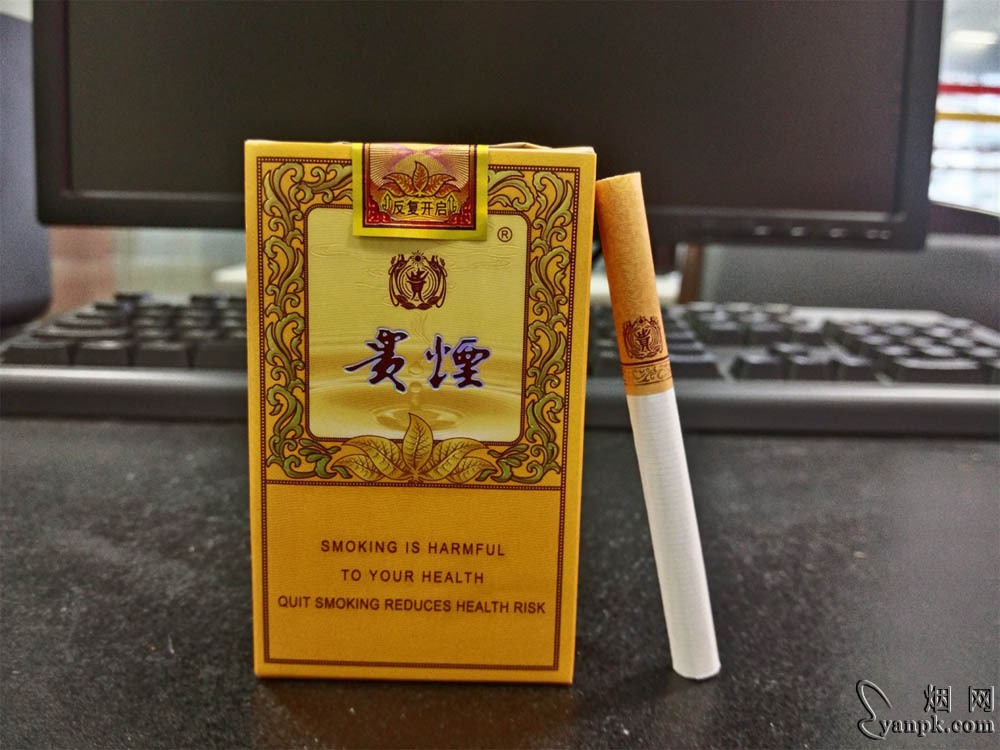 反复开启
®
貴煙
SMOKING IS HARMFUL
TO YOUR HEALTH
QUIT SMOKING REDUCES HEALTH RISK
烟网
yanpk.com